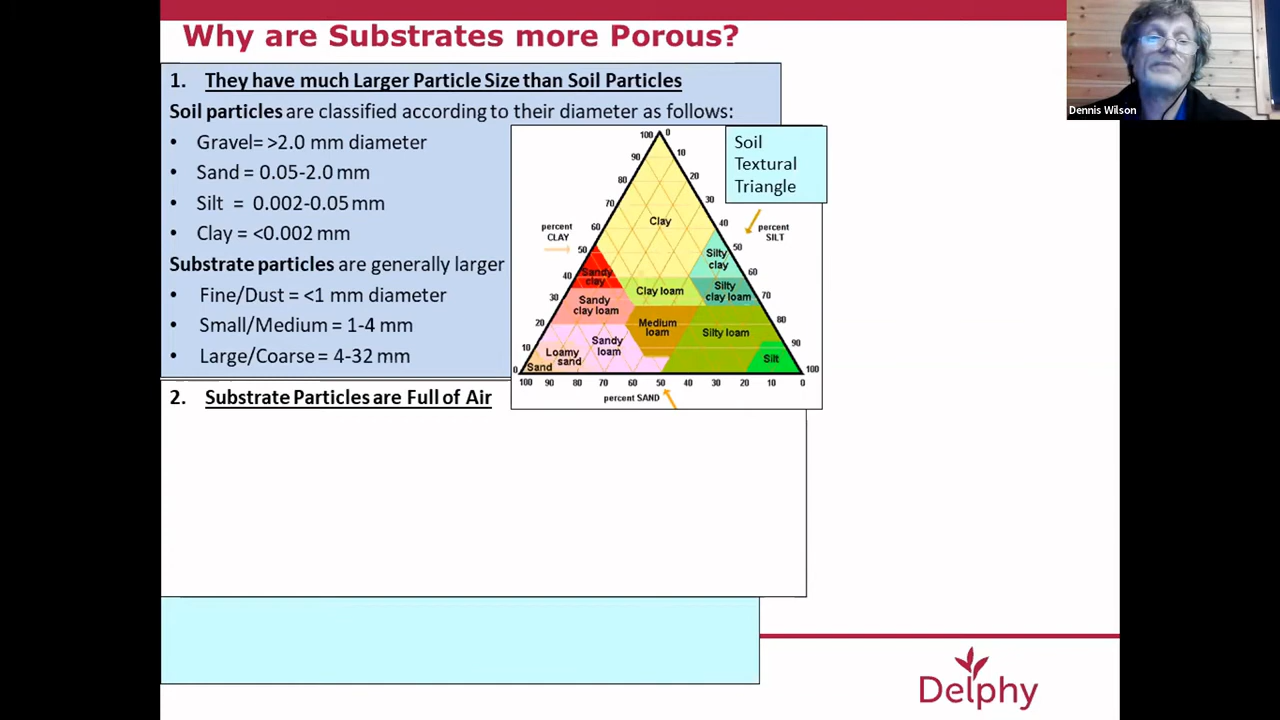 Why are Substrates more Porous?
Dennis Wilson
1. They have much Larger Particle Size than Soil Particles
Soil particles are classified according to their diameter as follows:
• Gravel= >2.0 mm diameter
• Sand = 0.05-2.0 mm
• Silt = 0.002-0.05 mm
• Clay = <0.002 mm
Substrate particles are generally larger
• Fine/Dust = <1 mm diameter
• Small/Medium = 1-4 mm
• Large/Coarse = 4-32 mm
2. Substrate Particles are Full of Air
Soil
Textural
Triangle
100 0
90 10
80 20
70 30
60 40
50 50
40 60
30 70
20 80
10 90
0 100
percent
CLAY
percent
SILT
Clay
Silty
clay
Sandy
clay
Clay loam
Silty
clay loam
Sandy
clay loam
Medium
loam
Silty loam
Sandy
loam
Loamy
sand
Sand
Silt
100 90 80 70 60 50 40 30 20 10 0
percent SAND
Delphy